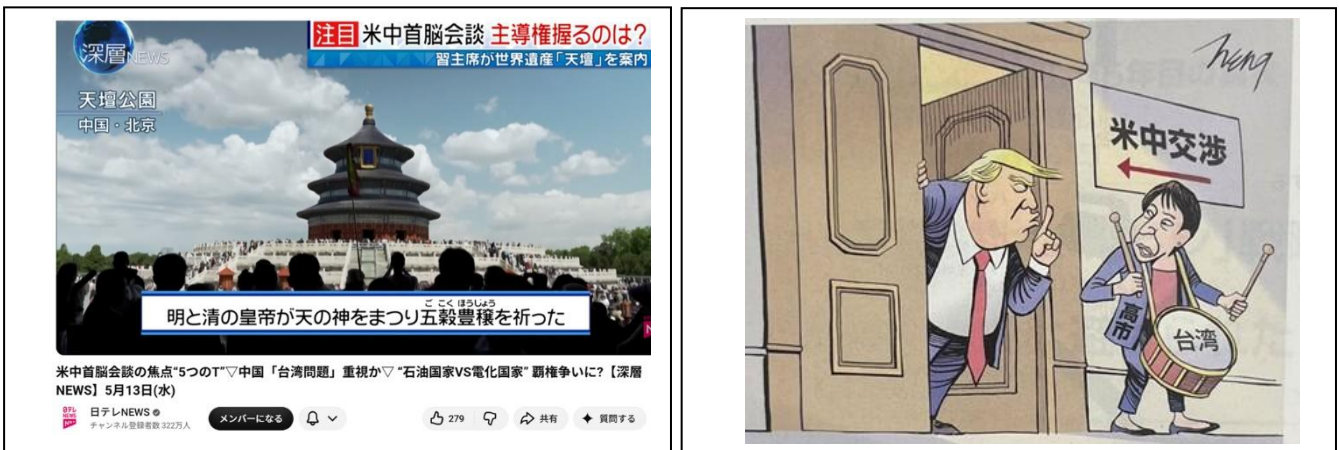 深層NEWS
注目 米中首脳会談 主導権握るのは?
習主席が世界遺産「天壇」を案内
天壇公園
中国・北京
ごこくほうじょう
明と清の皇帝が天の神をまつり五穀豊穣を祈った
米中首脳会談の焦点“5つのT”▽中国「台湾問題」重視か▽ “石油国家VS電化国家” 覇権争いに?【深層
NEWS】5月13日(水)
日テレNEWS
チャンネル登録者数 322万人
メンバーになる
279
共有
質問する
Heng
米中交渉
高市
台湾